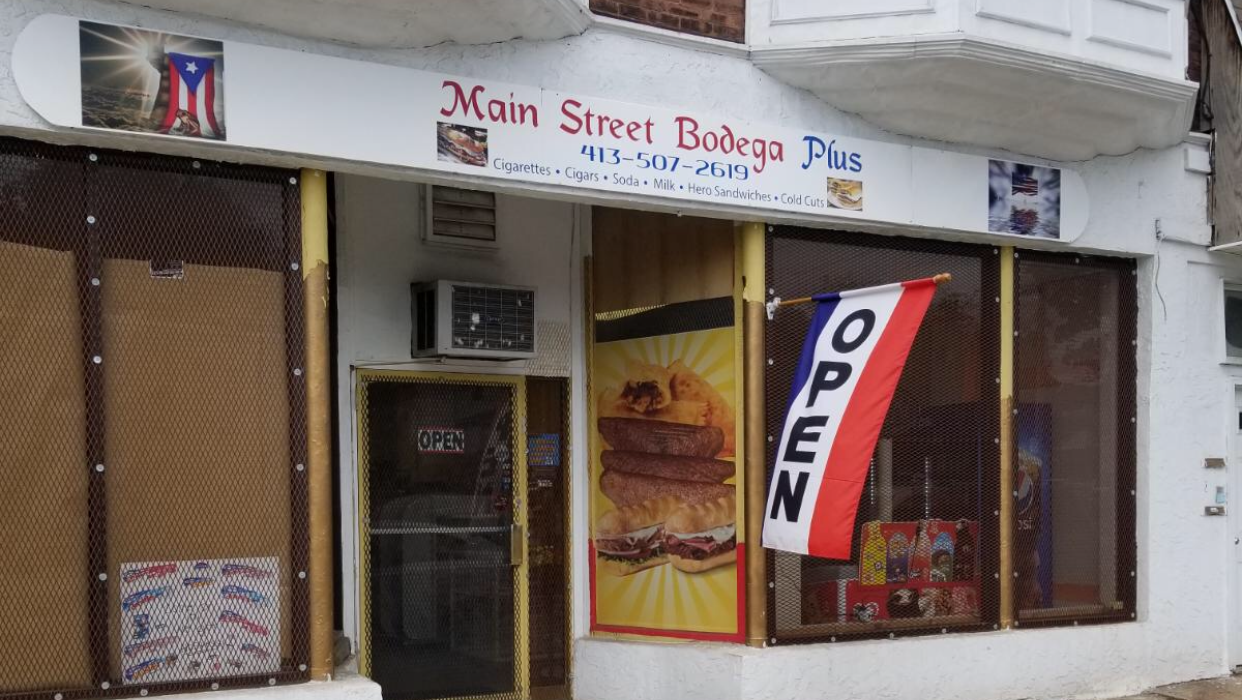 Main Street Bodega Plus
413-507-2619
Cigarettes • Cigars • Soda • Milk • Hero Sandwiches • Cold Cuts
OPEN
OPEN